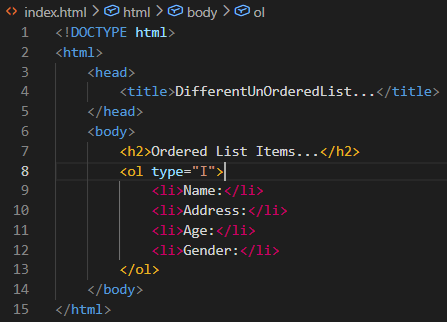 index.html > html > body > ol
1 <!DOCTYPE html>
2 <html>
3     <head>
4         <title>DifferentUnOrderedList...</title>
5     </head>
6     <body>
7         <h2>Ordered List Items...</h2>
8         <ol type="I">
9             <li>Name:</li>
10             <li>Address:</li>
11             <li>Age:</li>
12             <li>Gender:</li>
13         </ol>
14     </body>
15 </html>